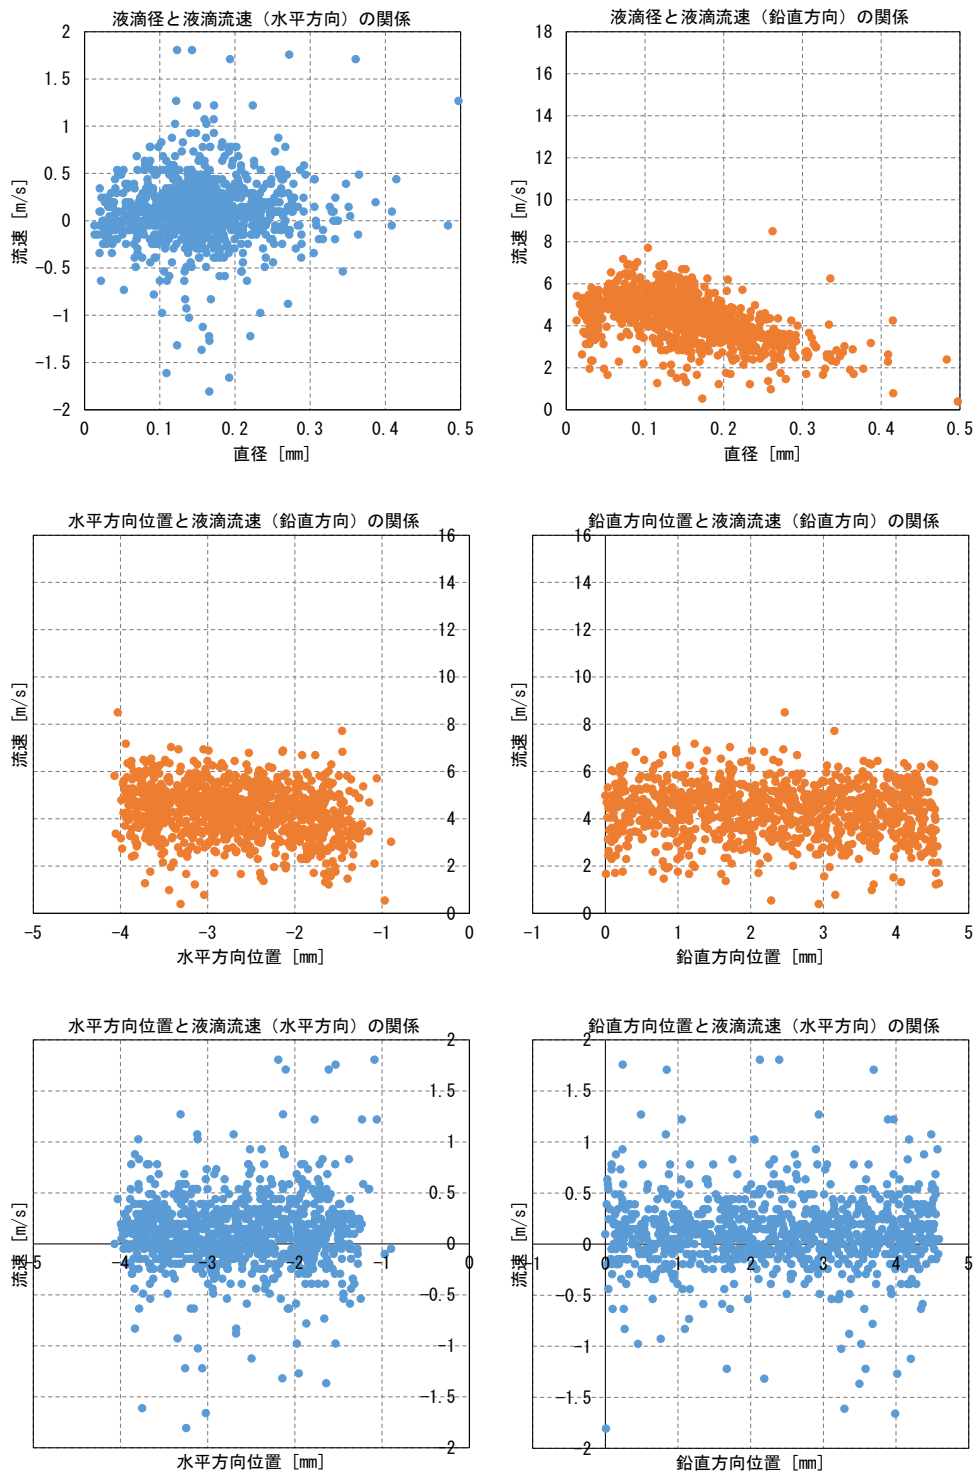 液滴径と液滴流速（水平方向）の関係
2
1.5
1
0.5
0
-0.5
-1
-1.5
-2
流速 [m/s]
0 0.1 0.2 0.3 0.4 0.5
直径 [mm]
液滴径と液滴流速（鉛直方向）の関係
18
16
14
12
10
8
6
4
2
0
流速 [m/s]
0 0.1 0.2 0.3 0.4 0.5
直径 [mm]
水平方向位置と液滴流速（鉛直方向）の関係
16
14
12
10
8
6
4
2
0
流速 [m/s]
-5 -4 -3 -2 -1 0
水平方向位置 [mm]
鉛直方向位置と液滴流速（鉛直方向）の関係
16
14
12
10
8
6
4
2
0
流速 [m/s]
-1 0 1 2 3 4 5
鉛直方向位置 [mm]
水平方向位置と液滴流速（水平方向）の関係
2
1.5
1
0.5
0
-0.5
-1
-1.5
-2
流速 [m/s]
-5 -4 -3 -2 -1 0
水平方向位置 [mm]
鉛直方向位置と液滴流速（水平方向）の関係
2
1.5
1
0.5
0
-0.5
-1
-1.5
-2
流速 [m/s]
-1 0 1 2 3 4 5
鉛直方向位置 [mm]